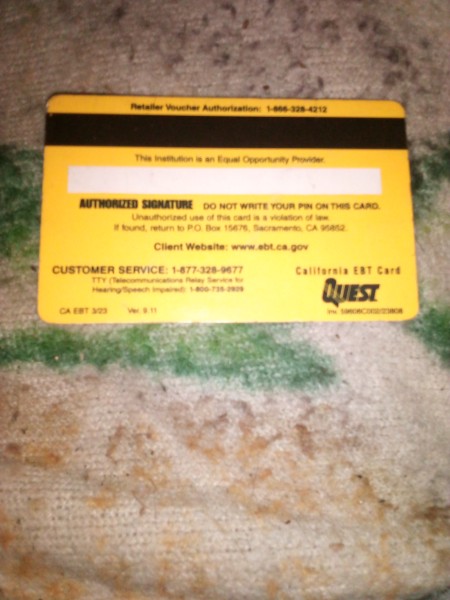 Retailer Voucher Authorization: 1-866-328-4212
This Institution is an Equal Opportunity Provider.
AUTHORIZED SIGNATURE DO NOT WRITE YOUR PIN ON THIS CARD.
Unauthorized use of this card is a violation of law.
If found, return to P.O. Box 15676, Sacramento, CA 95852.
Client Website: www.ebt.ca.gov
CUSTOMER SERVICE: 1-877-328-9677
TTY (Telecommunications Relay Service for
Hearing/Speech Impaired) 1-800-735-2929
California EBT Card
QUEST
CA EBT 3/23 Ver. 9.11
Inv.